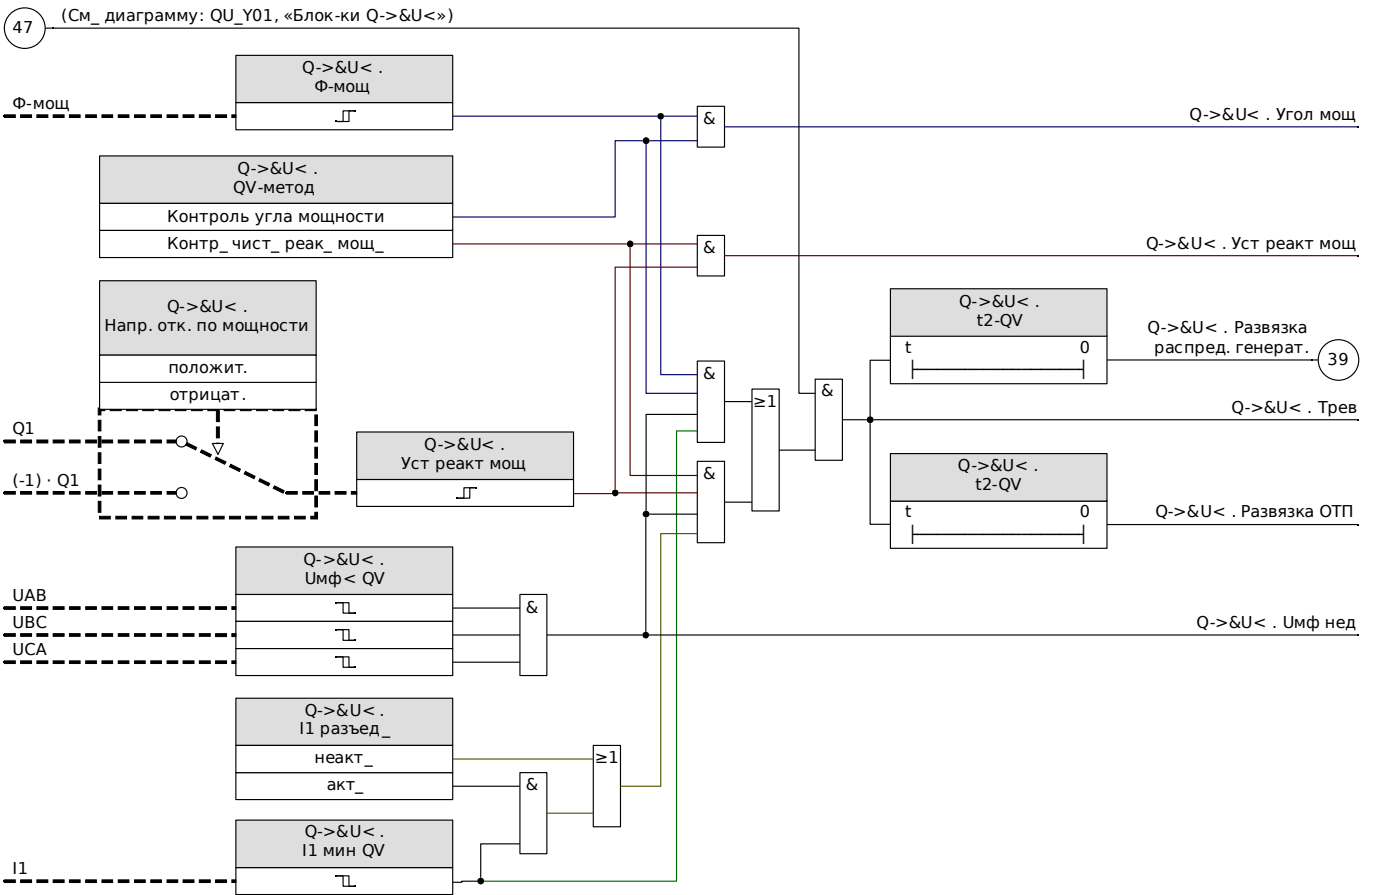 47
(См_ диаграмму: QU_Y01, «Блок-ки Q->&U<»)
Q->&U< .
Ф-мощ
Ф-мощ
&
Q->&U< . Угол мощ
Q->&U< .
QV-метод
Контроль угла мощности
Контр_ чист_ реак_ мощ_
&
Q->&U< . Уст реакт мощ
Q->&U< .
Напр. отк. по мощности
положит.
отрицат.
Q->&U< .
t2-QV
t 0
Q->&U< . Развязка
распред. генерат.
39
&
≥1
&
Q->&U< . Трев
Q1
(-1) · Q1
Q->&U< .
Уст реакт мощ
&
Q->&U< .
t2-QV
t 0
Q->&U< . Развязка ОТП
Q->&U< .
Uмф< QV
UAB
UBC
UCA
&
Q->&U< . Uмф нед
Q->&U< .
I1 разъед_
неакт_
акт_
≥1
&
Q->&U< .
I1 мин QV
I1